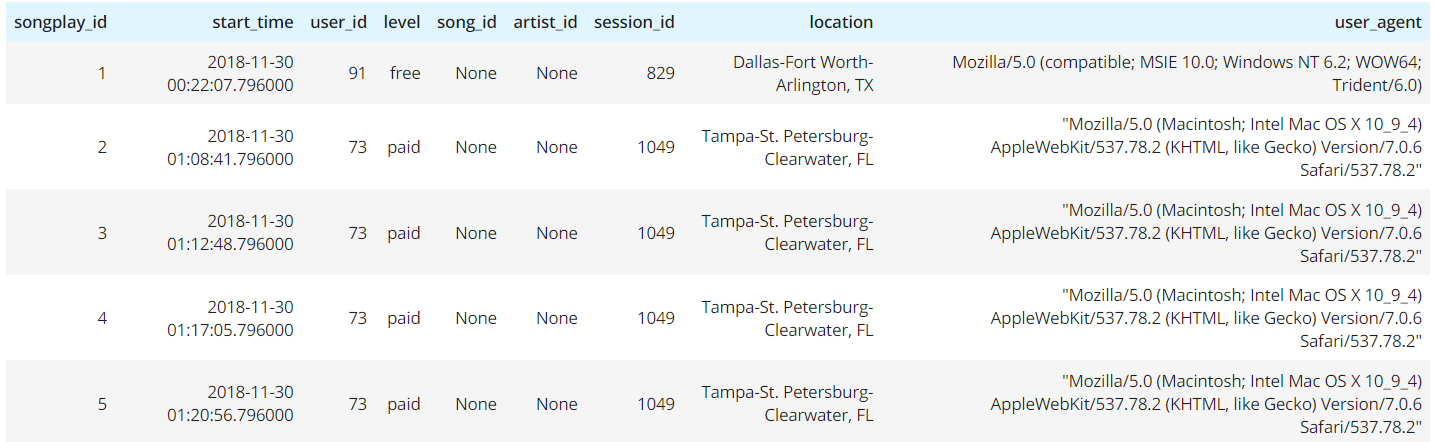 songplay_id start_time user_id level song_id artist_id session_id location user_agent
1 2018-11-30 00:22:07.796000 91 free None None 829 Dallas-Fort Worth-Arlington, TX Mozilla/5.0 (compatible; MSIE 10.0; Windows NT 6.2; WOW64; Trident/6.0)
2 2018-11-30 01:08:41.796000 73 paid None None 1049 Tampa-St. Petersburg-Clearwater, FL "Mozilla/5.0 (Macintosh; Intel Mac OS X 10_9_4) AppleWebKit/537.78.2 (KHTML, like Gecko) Version/7.0.6 Safari/537.78.2"
3 2018-11-30 01:12:48.796000 73 paid None None 1049 Tampa-St. Petersburg-Clearwater, FL "Mozilla/5.0 (Macintosh; Intel Mac OS X 10_9_4) AppleWebKit/537.78.2 (KHTML, like Gecko) Version/7.0.6 Safari/537.78.2"
4 2018-11-30 01:17:05.796000 73 paid None None 1049 Tampa-St. Petersburg-Clearwater, FL "Mozilla/5.0 (Macintosh; Intel Mac OS X 10_9_4) AppleWebKit/537.78.2 (KHTML, like Gecko) Version/7.0.6 Safari/537.78.2"
5 2018-11-30 01:20:56.796000 73 paid None None 1049 Tampa-St. Petersburg-Clearwater, FL "Mozilla/5.0 (Macintosh; Intel Mac OS X 10_9_4) AppleWebKit/537.78.2 (KHTML, like Gecko) Version/7.0.6 Safari/537.78.2"